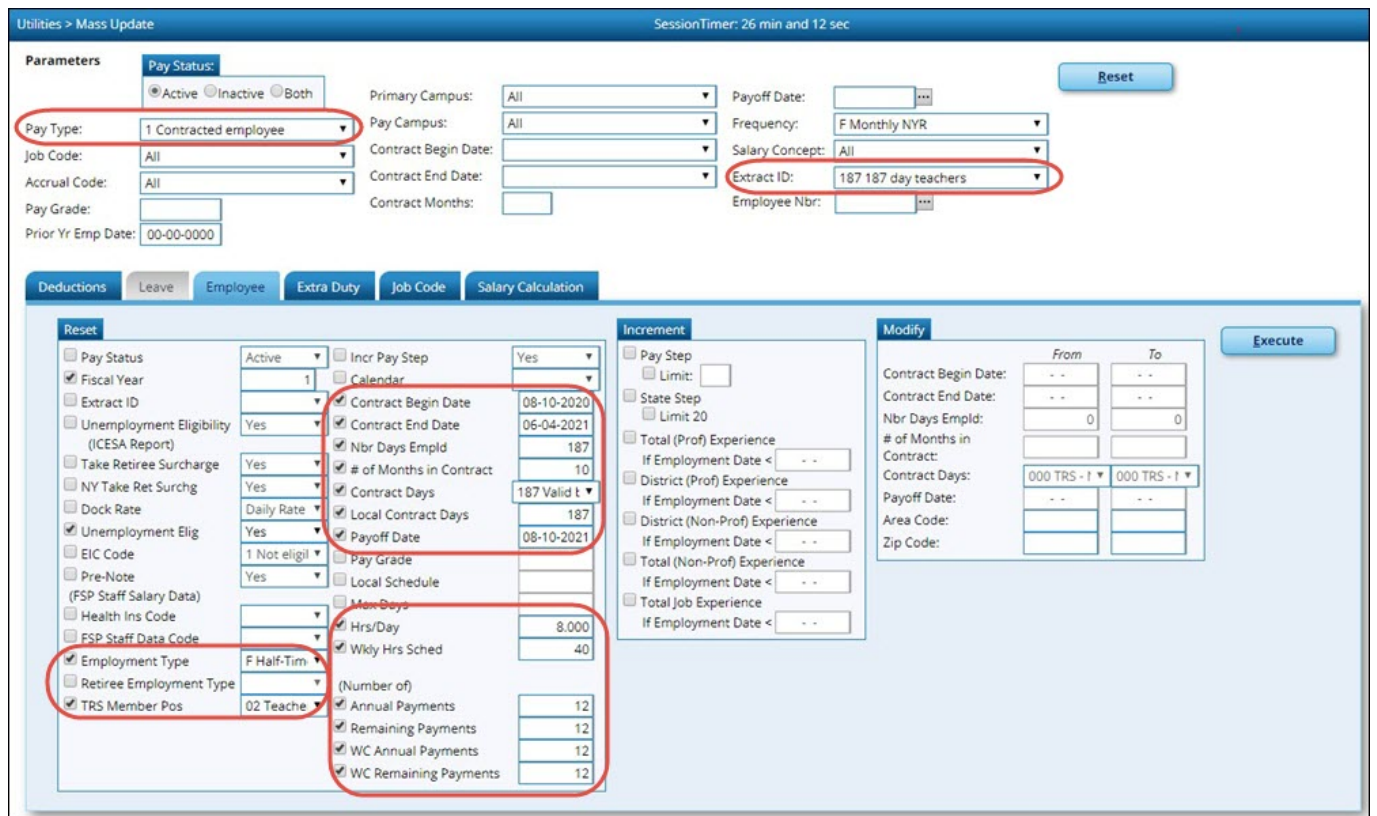 Utilities > Mass Update SessionTimer: 26 min and 12 sec
Parameters Pay Status:
Reset
Active Inactive Both
Primary Campus: All Payoff Date: ...
Pay Type: 1 Contracted employee Pay Campus: All Frequency: F Monthly NYR
Job Code: All Contract Begin Date: Salary Concept: All
Accrual Code: All Contract End Date: Extract ID: 187 187 day teachers
Pay Grade: Contract Months: Employee Nbr: ...
Prior Yr Emp Date: 00-00-0000
Deductions Leave Employee Extra Duty Job Code Salary Calculation
Reset
Pay Status Active
Fiscal Year 1
Extract ID
Unemployment Eligibility Yes
(ICESA Report)
Take Retiree Surcharge Yes
NY Take Ret Surchg Yes
Dock Rate Daily Rate
Unemployment Elig Yes
EIC Code 1 Not eligil
Pre-Note Yes
(FSP Staff Salary Data)
Health Ins Code
FSP Staff Data Code
Employment Type F Half-Tim
Retiree Employment Type
TRS Member Pos 02 Teache
Incr Pay Step Yes
Calendar
Contract Begin Date 08-10-2020
Contract End Date 06-04-2021
Nbr Days Empld 187
# of Months in Contract 10
Contract Days 187 Valid t
Local Contract Days 187
Payoff Date 08-10-2021
Pay Grade
Local Schedule
Max Days
Hrs/Day 8.000
Wkly Hrs Sched 40
(Number of)
Annual Payments 12
Remaining Payments 12
WC Annual Payments 12
WC Remaining Payments 12
Increment
Pay Step
Limit:
State Step
Limit 20
Total (Prof) Experience
If Employment Date < - -
District (Prof) Experience
If Employment Date < - -
District (Non-Prof) Experience
If Employment Date < - -
Total (Non-Prof) Experience
If Employment Date < - -
Total Job Experience
If Employment Date < - -
Modify
From To
Contract Begin Date: - - - -
Contract End Date: - - - -
Nbr Days Empld: 0 0
# of Months in
Contract:
Contract Days: 000 TRS - 000 TRS -
Payoff Date: - - - -
Area Code:
Zip Code:
Execute